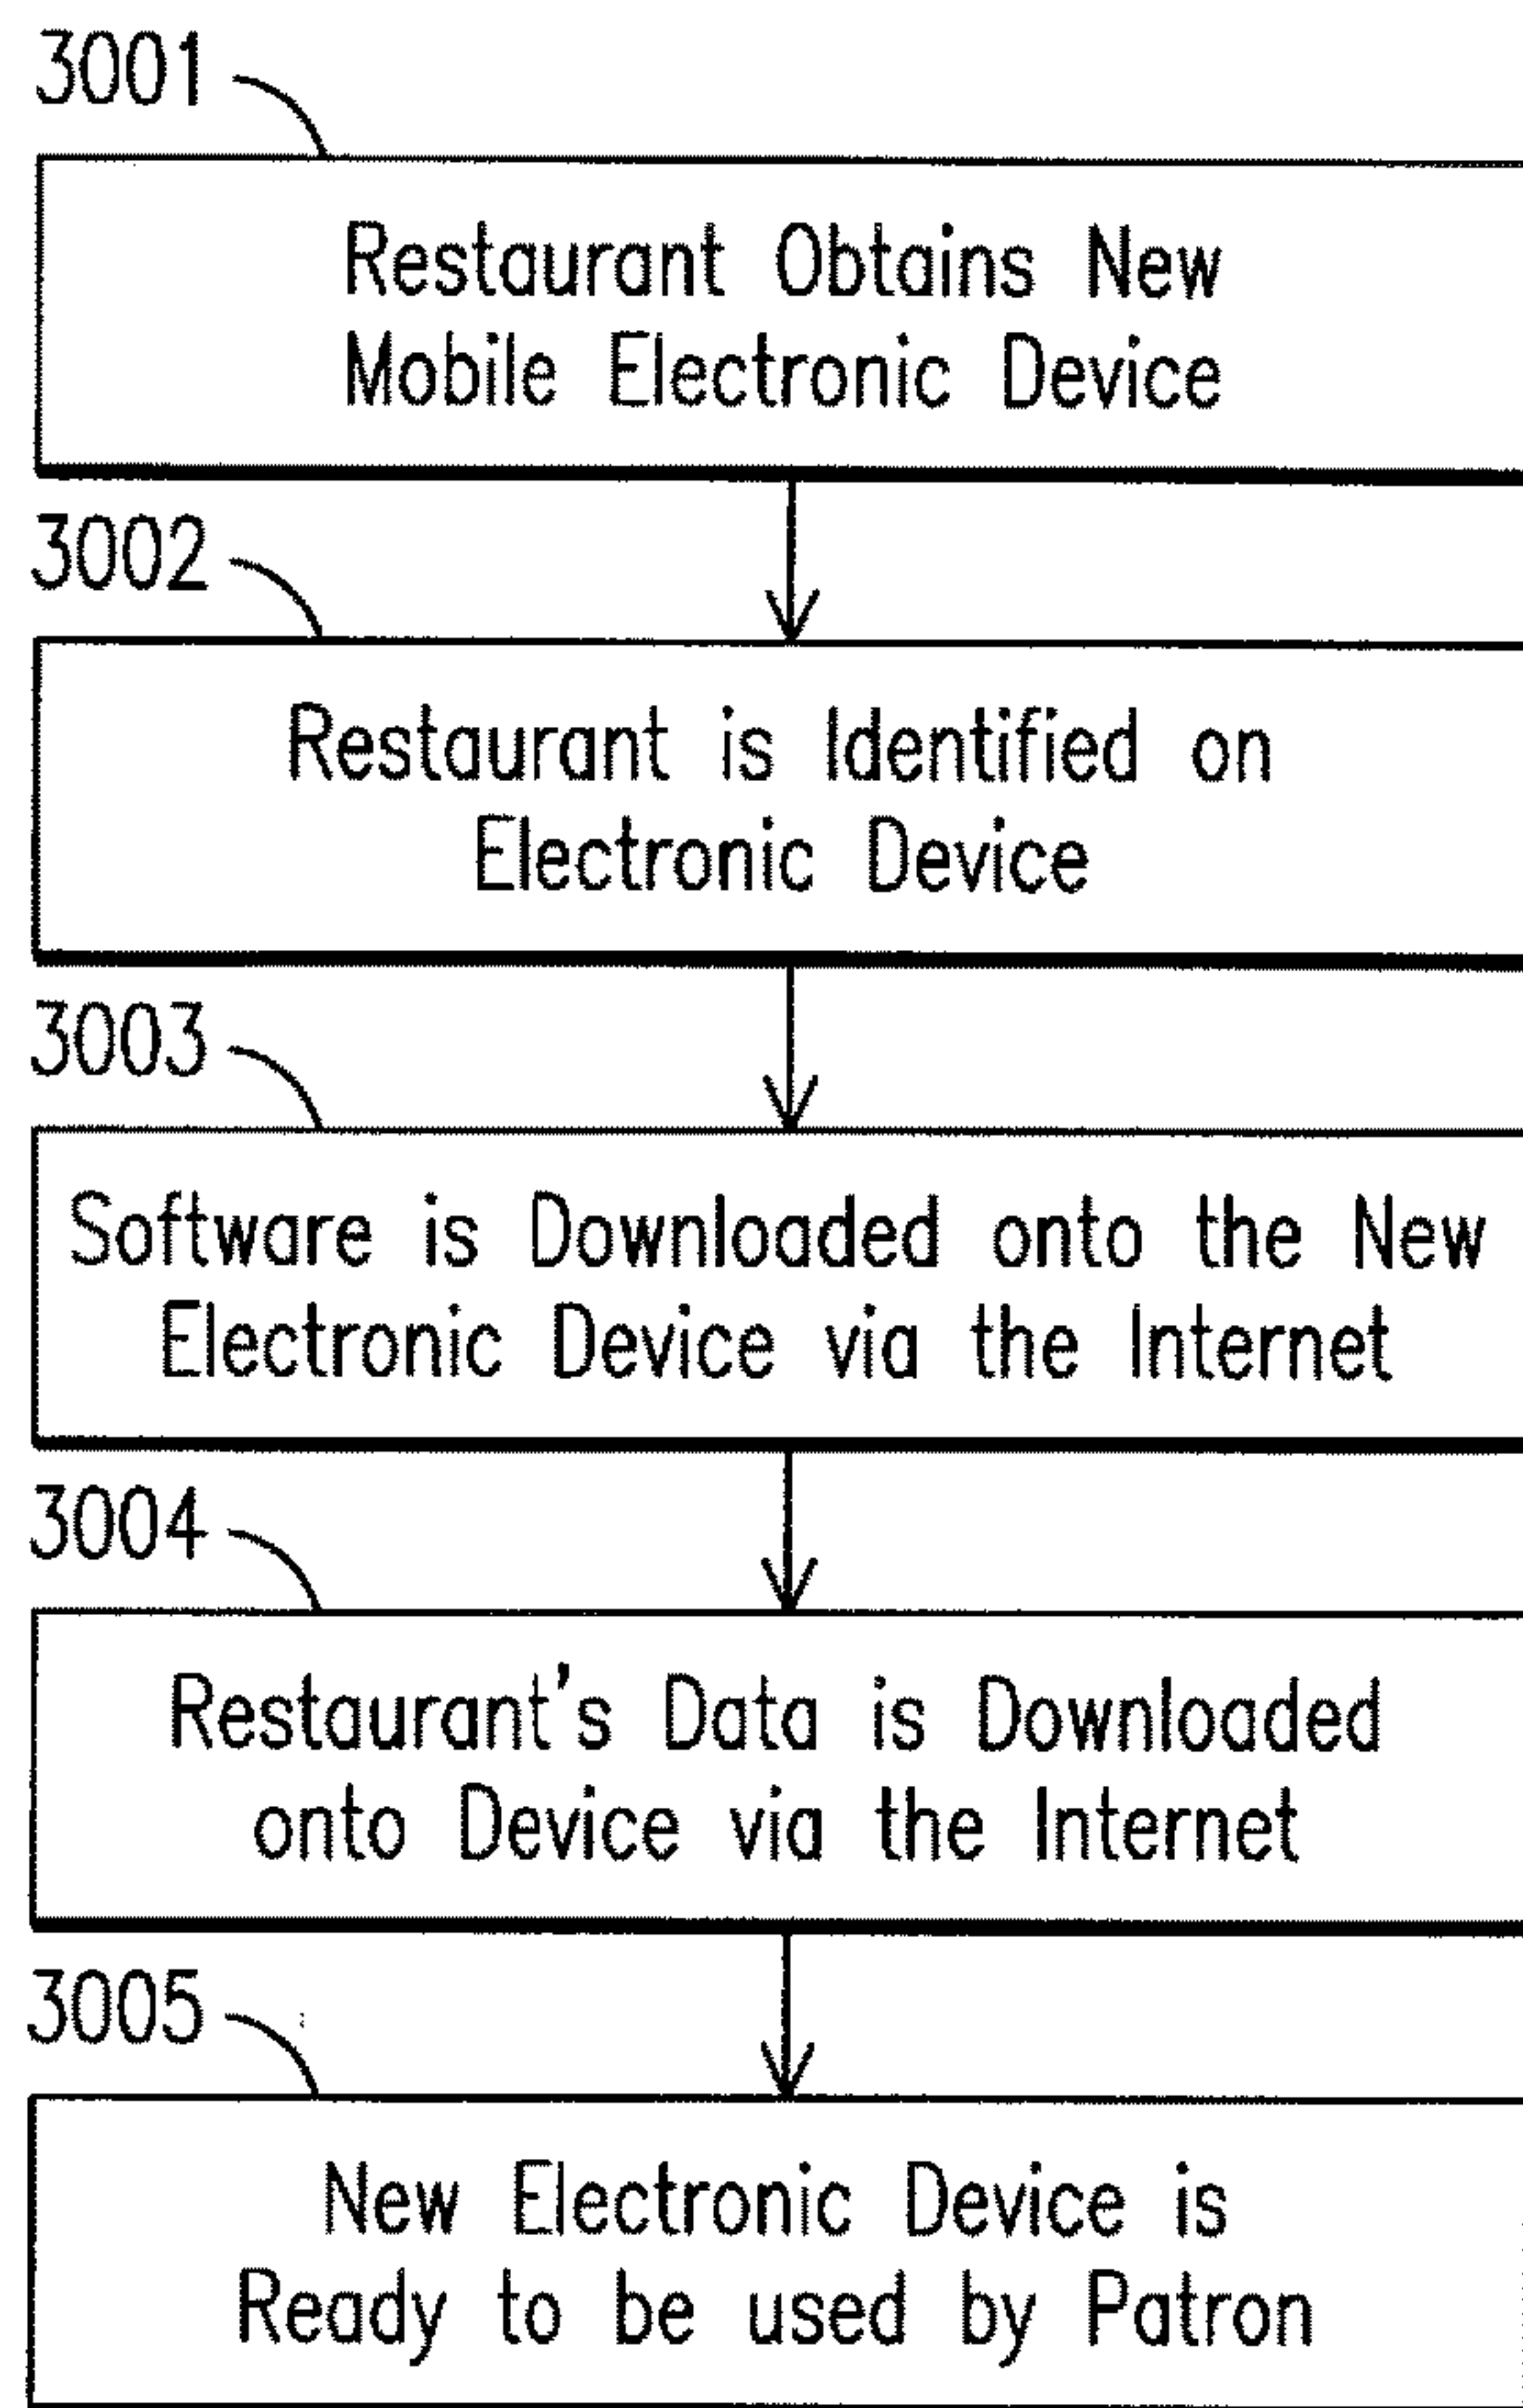 3001
Restaurant Obtains New
Mobile Electronic Device
3002
Restaurant is Identified on
Electronic Device
3003
Software is Downloaded onto the New
Electronic Device via the Internet
3004
Restaurant's Data is Downloaded
onto Device via the Internet
3005
New Electronic Device is
Ready to be used by Patron